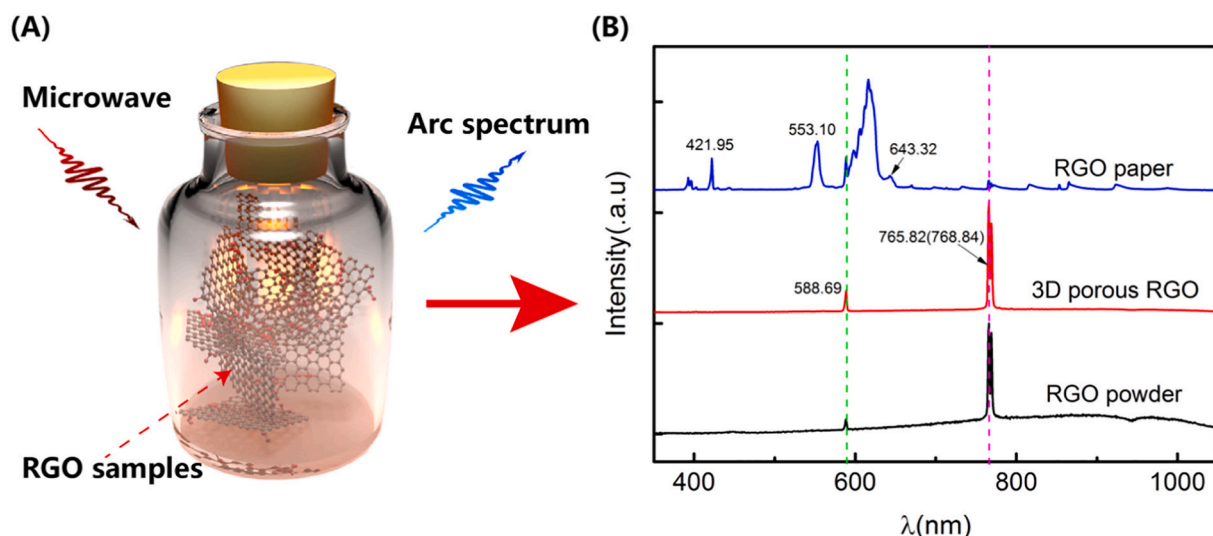 (A)
Microwave
Arc spectrum
RGO samples
(B)
421.95
553.10
643.32
RGO paper
765.82(768.84)
588.69
3D porous RGO
RGO powder
Intensity(.a.u)
400
600
800
1000
λ(nm)